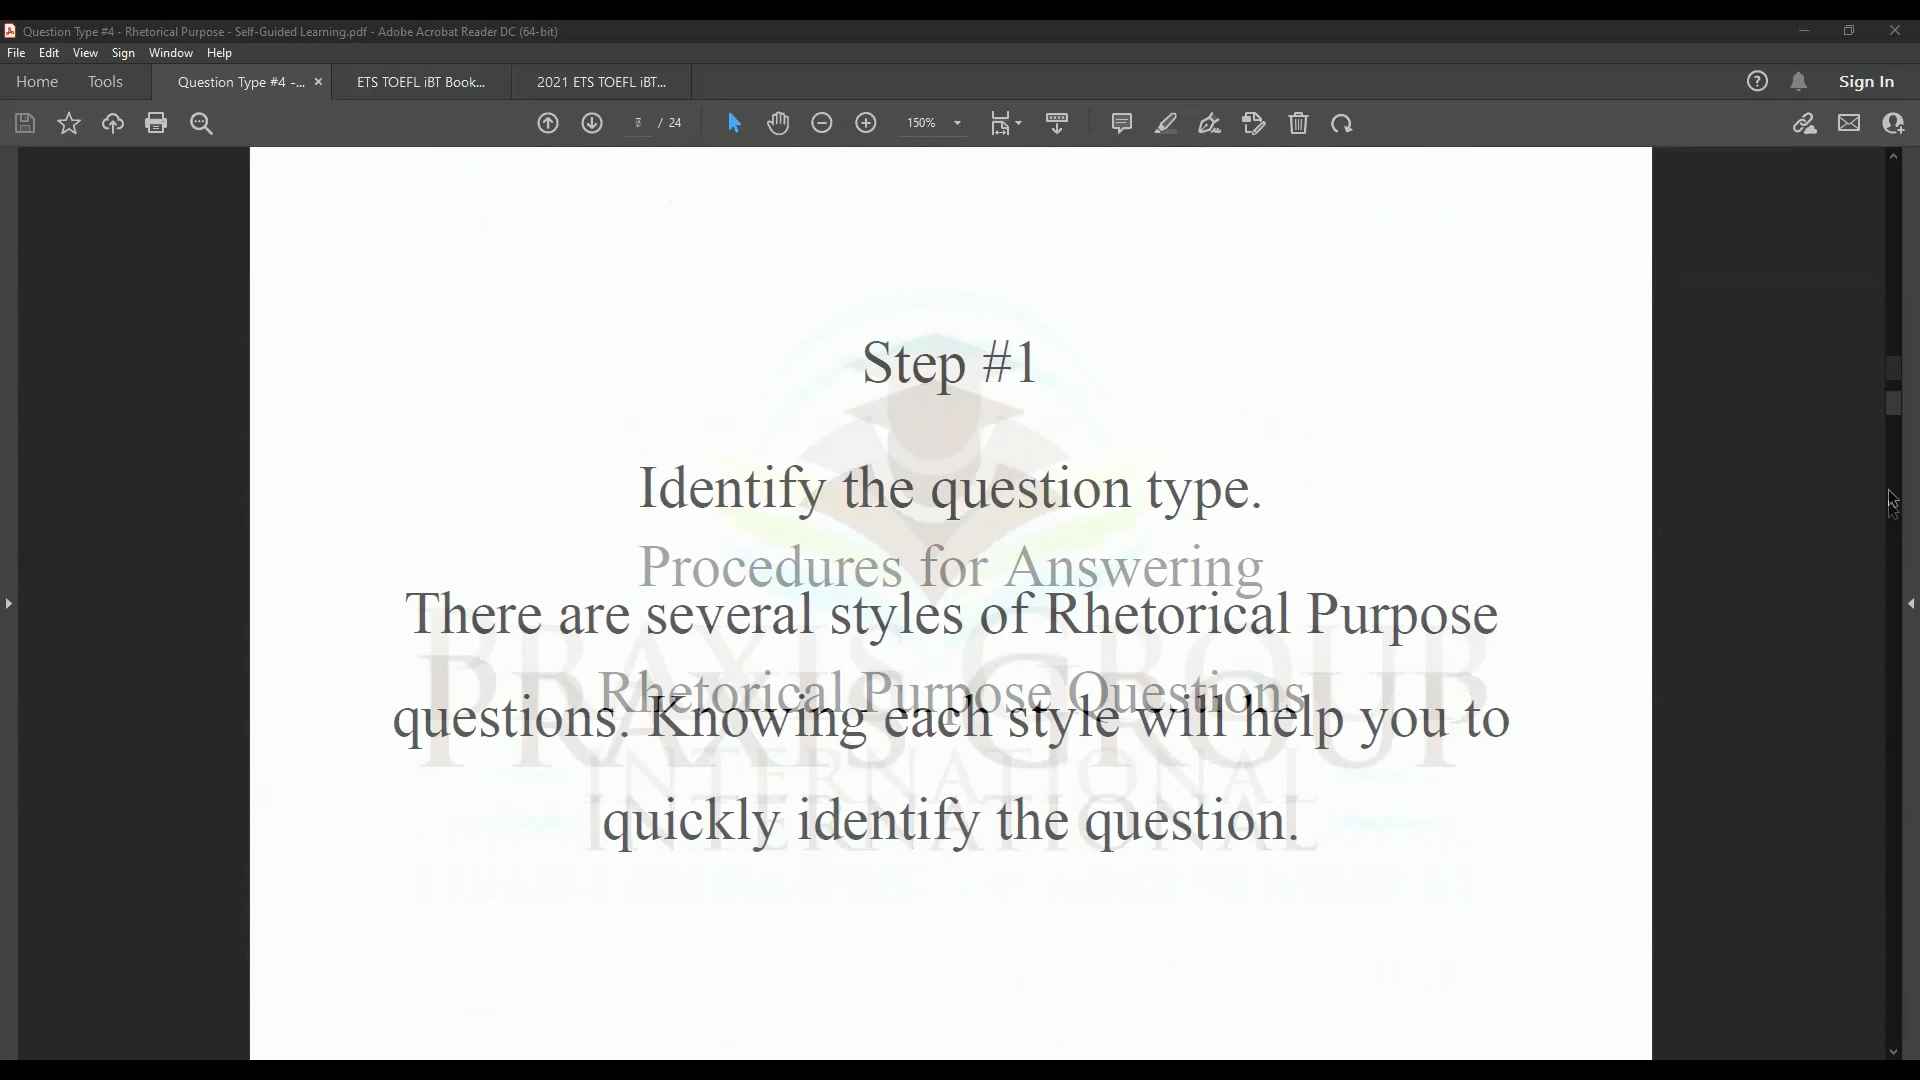 Question Type #4 - Rhetorical Purpose - Self-Guided Learning.pdf - Adobe Acrobat Reader DC (64-bit)
File Edit View Sign Window Help
Home Tools Question Type #4 -... × ETS TOEFL iBT Book... 2021 ETS TOEFL iBT... Sign In
/ 24 150%
Step #1
Identify the question type.
Procedures for Answering
There are several styles of Rhetorical Purpose
Rhetorical Purpose Questions
questions. Knowing each style will help you to
quickly identify the question.
PRAXIS GROUP
INTERNATIONAL